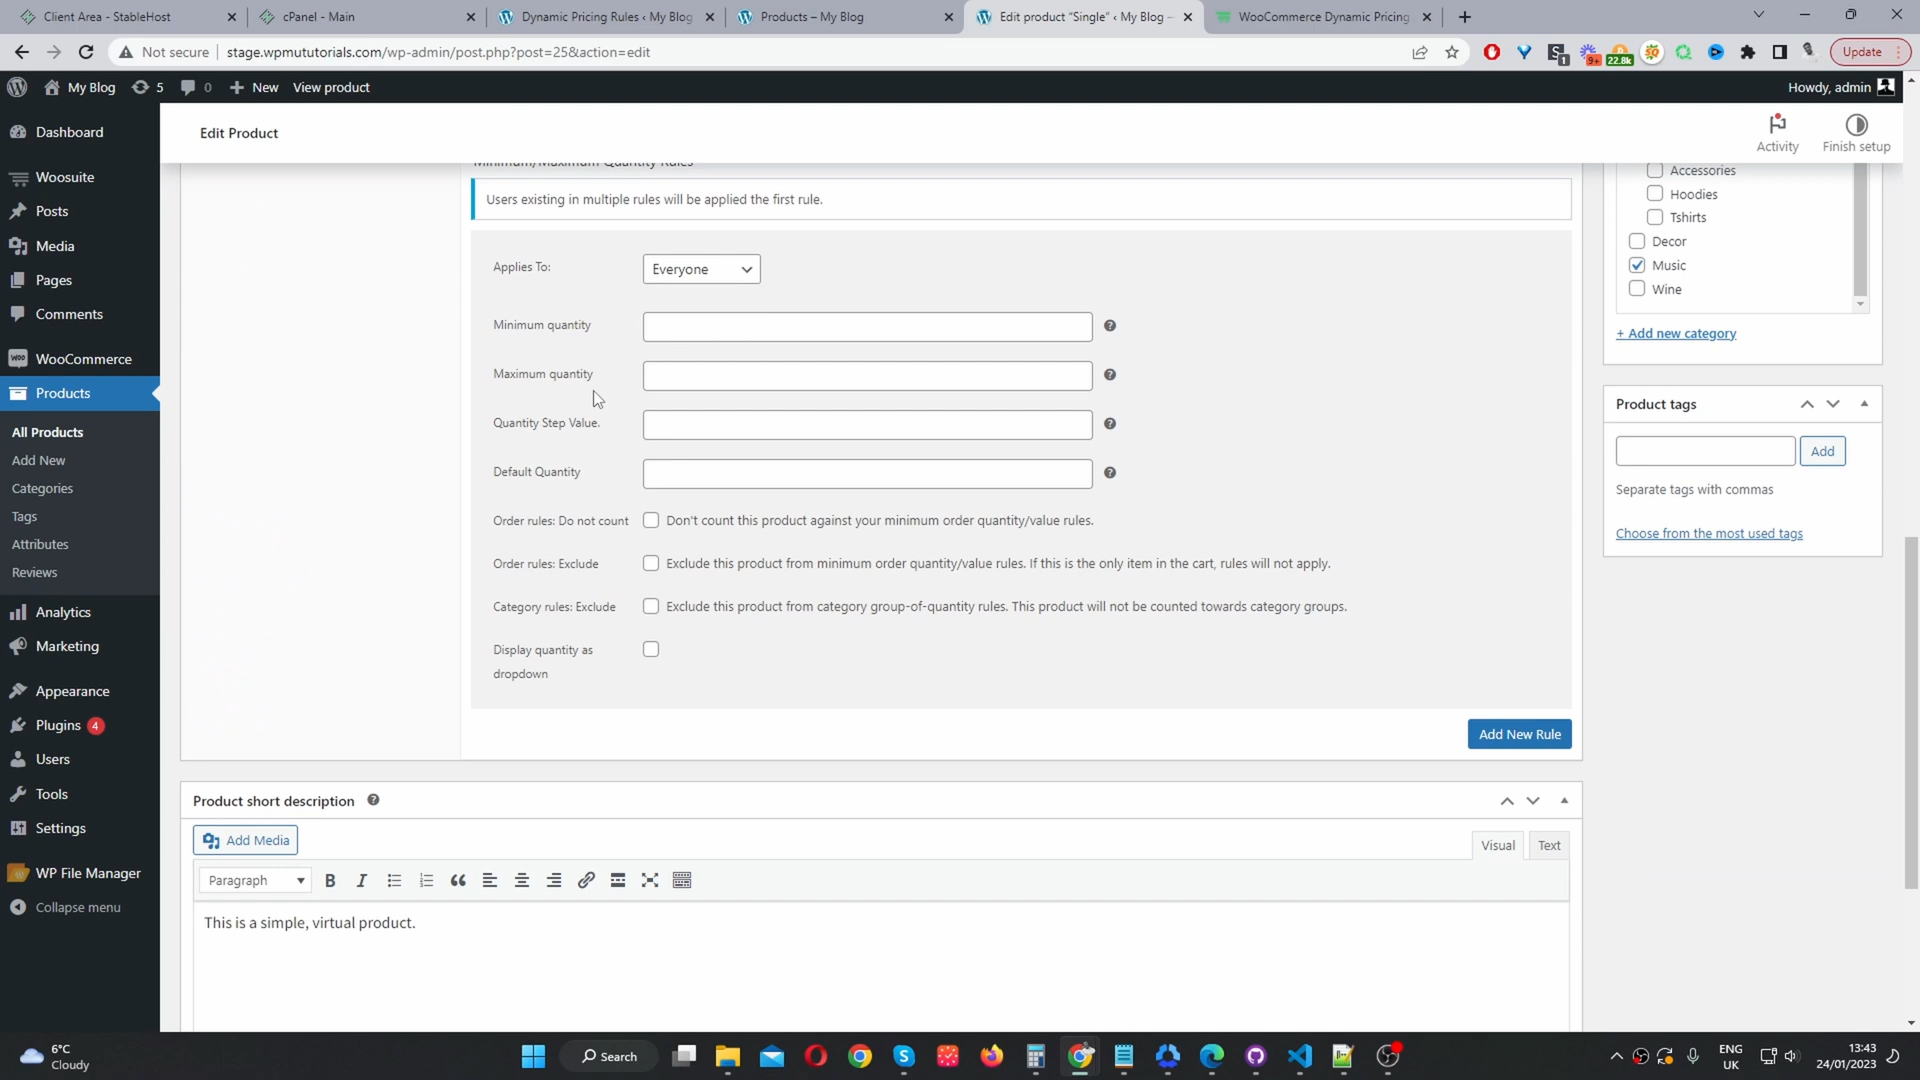 Client Area - StableHost
cPanel - Main
Dynamic Pricing Rules ‹ My Blog
Products – My Blog
Edit product “Single” ‹ My Blog –
WooCommerce Dynamic Pricing
Not secure
stage.wpmututorials.com/wp-admin/post.php?post=25&action=edit
1
9+
22.8k
Update
My Blog
5
0
New
View product
Howdy, admin
Edit Product
Activity
Finish setup
Dashboard
Woosuite
Posts
Media
Pages
Comments
WooCommerce
Products
All Products
Add New
Categories
Tags
Attributes
Reviews
Analytics
Marketing
Appearance
Plugins 4
Users
Tools
Settings
WP File Manager
Collapse menu
Minimum/Maximum Quantity Rules
Users existing in multiple rules will be applied the first rule.
Applies To:
Everyone
Minimum quantity
Maximum quantity
Quantity Step Value.
Default Quantity
Order rules: Do not count
Don't count this product against your minimum order quantity/value rules.
Order rules: Exclude
Exclude this product from minimum order quantity/value rules. If this is the only item in the cart, rules will not apply.
Category rules: Exclude
Exclude this product from category group-of-quantity rules. This product will not be counted towards category groups.
Display quantity as
dropdown
Add New Rule
Accessories
Hoodies
Tshirts
Decor
Music
Wine
+ Add new category
Product tags
Add
Separate tags with commas
Choose from the most used tags
Product short description
Add Media
Visual
Text
Paragraph
This is a simple, virtual product.
6°C
Cloudy
Search
ENG
UK
13:43
24/01/2023